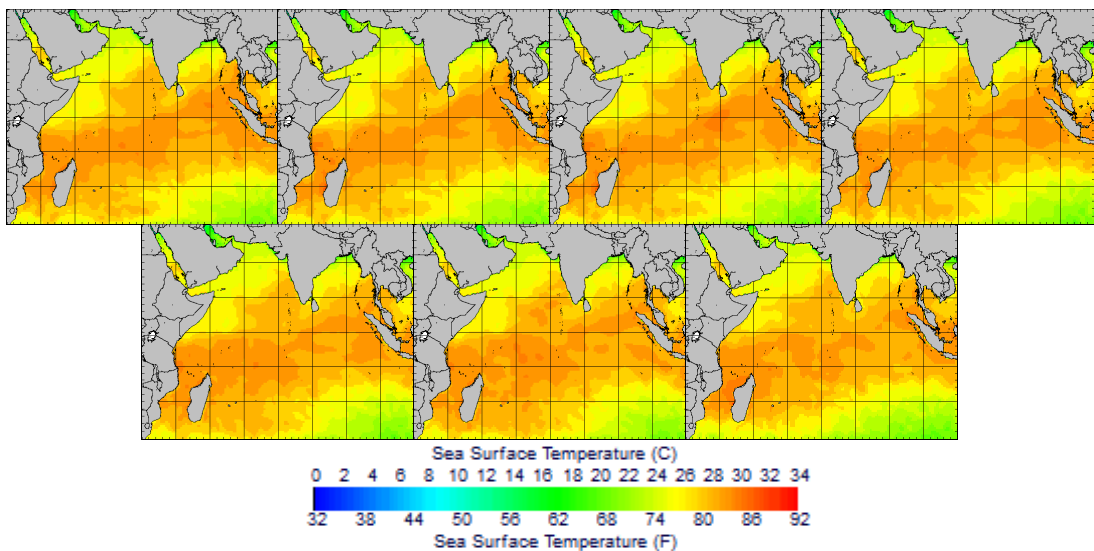 Sea Surface Temperature (C)
0 2 4 6 8 10 12 14 16 18 20 22 24 26 28 30 32 34
32 38 44 50 56 62 68 74 80 86 92
Sea Surface Temperature (F)